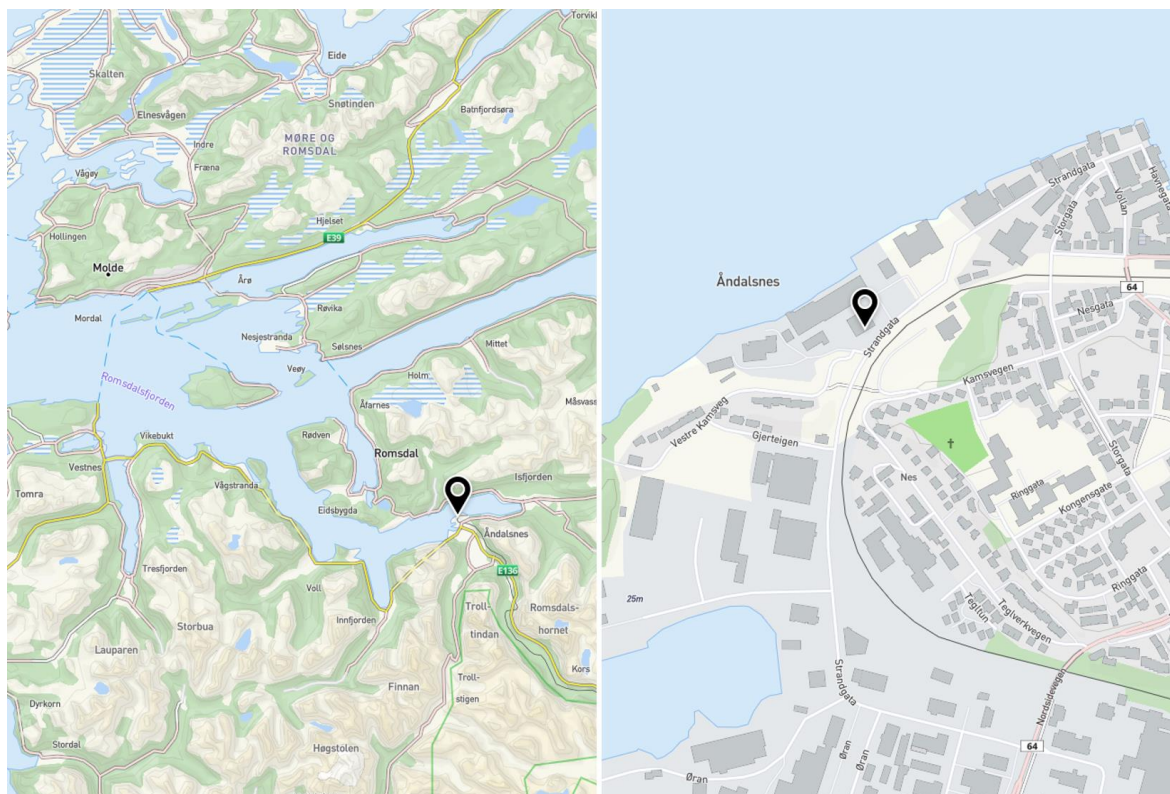 Torvikl
Eide
Skalten
Snøtinden
Elnesvågen
Batnfjordsøra
MØRE OG
ROMSDAL
Indre
Fræna
Vågøy
Hjelset
Hollingen
E39
Molde
Årø
Røvika
Mordal
Nesjestranda
Sølsnes
Mittet
Veøy
Romsdalsfjorden
Holm
Måsvass
Åfarnes
Vikebukt
Rødven
Vestnes
Romsdal
Isfjorden
Tomra
Vågstranda
Eidsbygda
Åndalsnes
Tresfjorden
E136
Voll
Troll-
tindan
Romsdals-
hornet
Innfjorden
Storbua
Lauparen
Kors
Finnan
Troll-
stigen
Dyrkorn
Stordal
Høgstolen
Strandgata
Havnegata
Vollan
Storgata
Åndalsnes
64
Nesgata
Strandgata
Kamsvegen
Vestre Kamsveg
Gjerteigen
Storgata
Nes
Ringgata
Kongensgate
Ringgata
25m
Tegltun
Teglverkvegen
Strandgata
Nordsidevegen
64
Øran
Øran
Øran